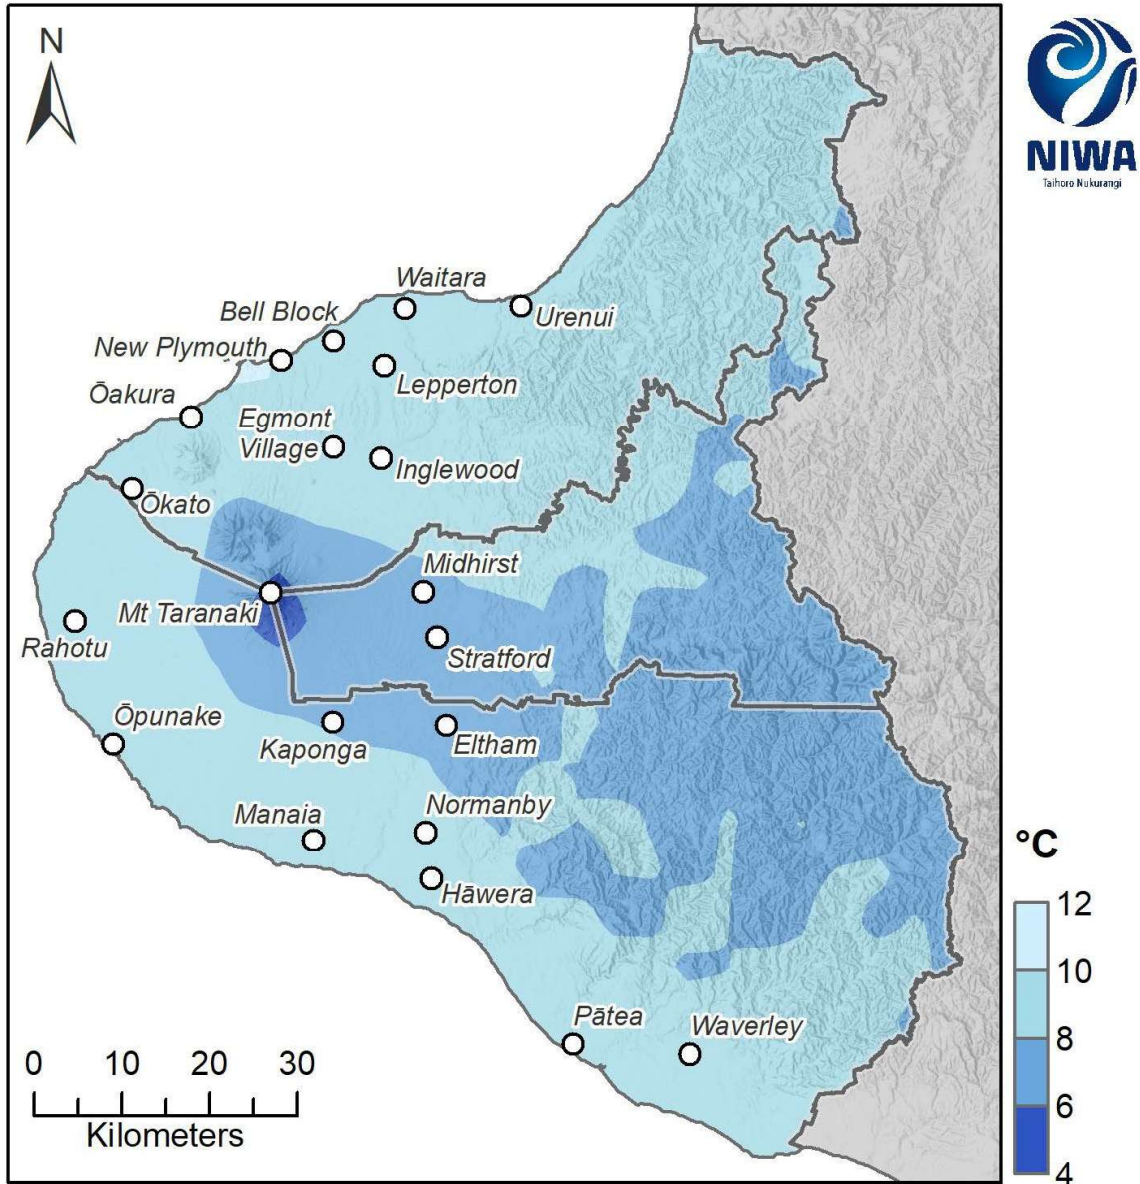 N
NIWA
Taihoro Nukurangi
Waitara
Bell Block
Urenui
New Plymouth
Lepperton
Ōakura
Egmont
Village
Inglewood
Ōkato
Midhirst
Mt Taranaki
Rahotu
Stratford
Ōpunake
Kaponga
Eltham
Manaia
Normanby
Hāwera
Pātea
Waverley
0 10 20 30
Kilometers
°C
12
10
8
6
4